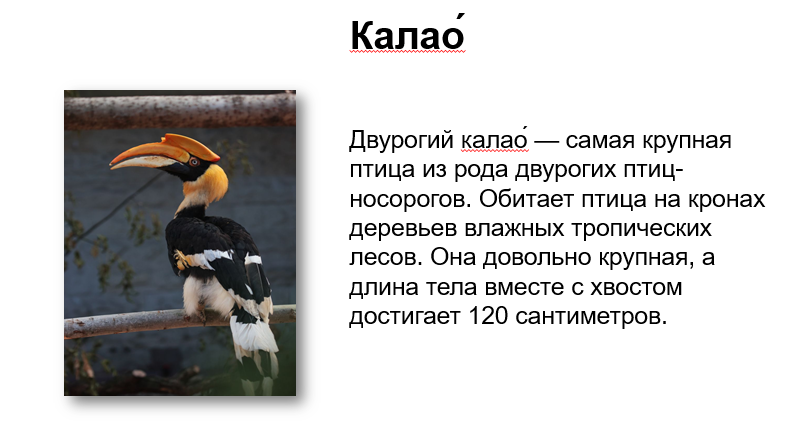 Калао́
Двурогий калао́ — самая крупная
птица из рода двурогих птиц-
носорогов. Обитает птица на кронах
деревьев влажных тропических
лесов. Она довольно крупная, а
длина тела вместе с хвостом
достигает 120 сантиметров.